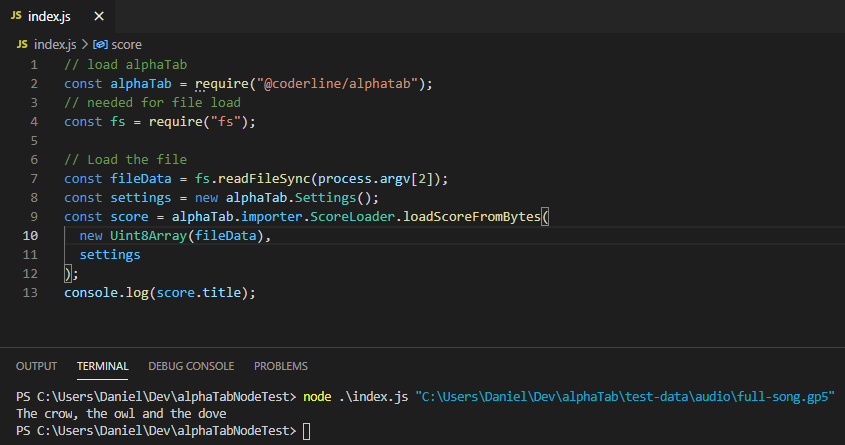 JS index.js ×
JS index.js > score
1 // load alphaTab
2 const alphaTab = require("@coderline/alphatab");
3 // needed for file load
4 const fs = require("fs");
5
6 // Load the file
7 const fileData = fs.readFileSync(process.argv[2]);
8 const settings = new alphaTab.Settings();
9 const score = alphaTab.importer.ScoreLoader.loadScoreFromBytes(
10   new Uint8Array(fileData),
11   settings
12 );
13 console.log(score.title);
OUTPUT TERMINAL DEBUG CONSOLE PROBLEMS
PS C:\Users\Daniel\Dev\alphaTabNodeTest> node .\index.js "C:\Users\Daniel\Dev\alphaTab\test-data\audio\full-song.gp5"
The crow, the owl and the dove
PS C:\Users\Daniel\Dev\alphaTabNodeTest>